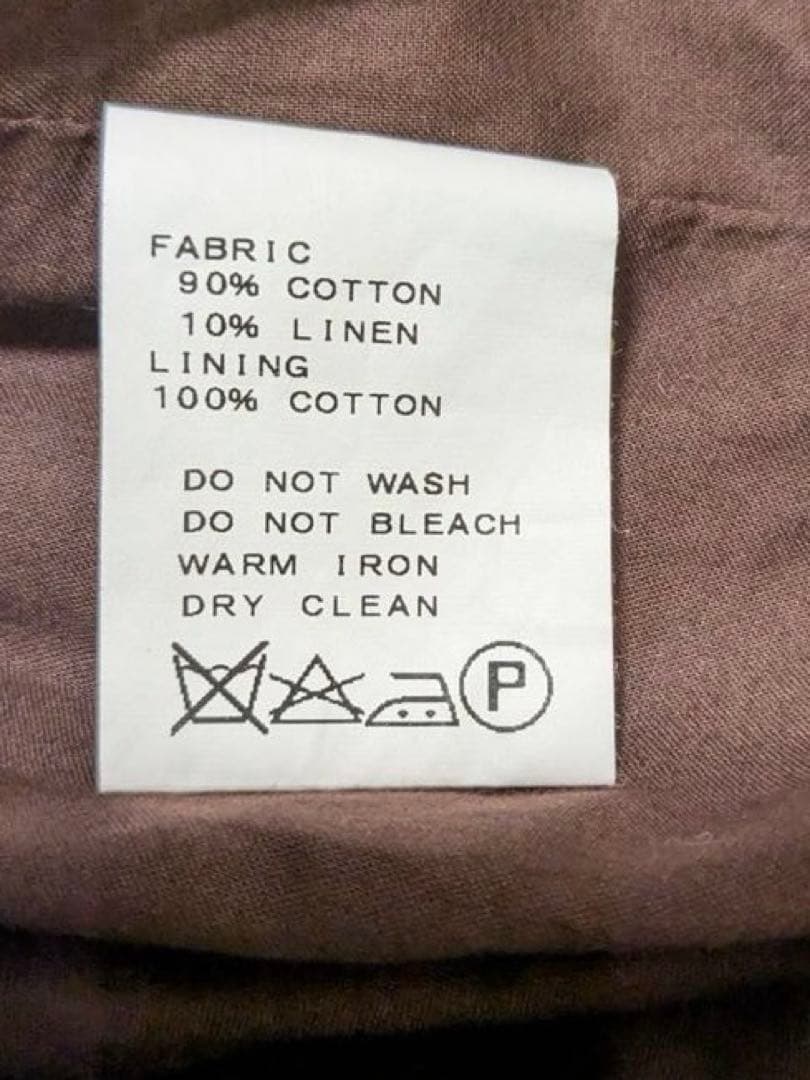 FABRIC
90% COTTON
10% LINEN
LINING
100% COTTON
DO NOT WASH
DO NOT BLEACH
WARM IRON
DRY CLEAN
P